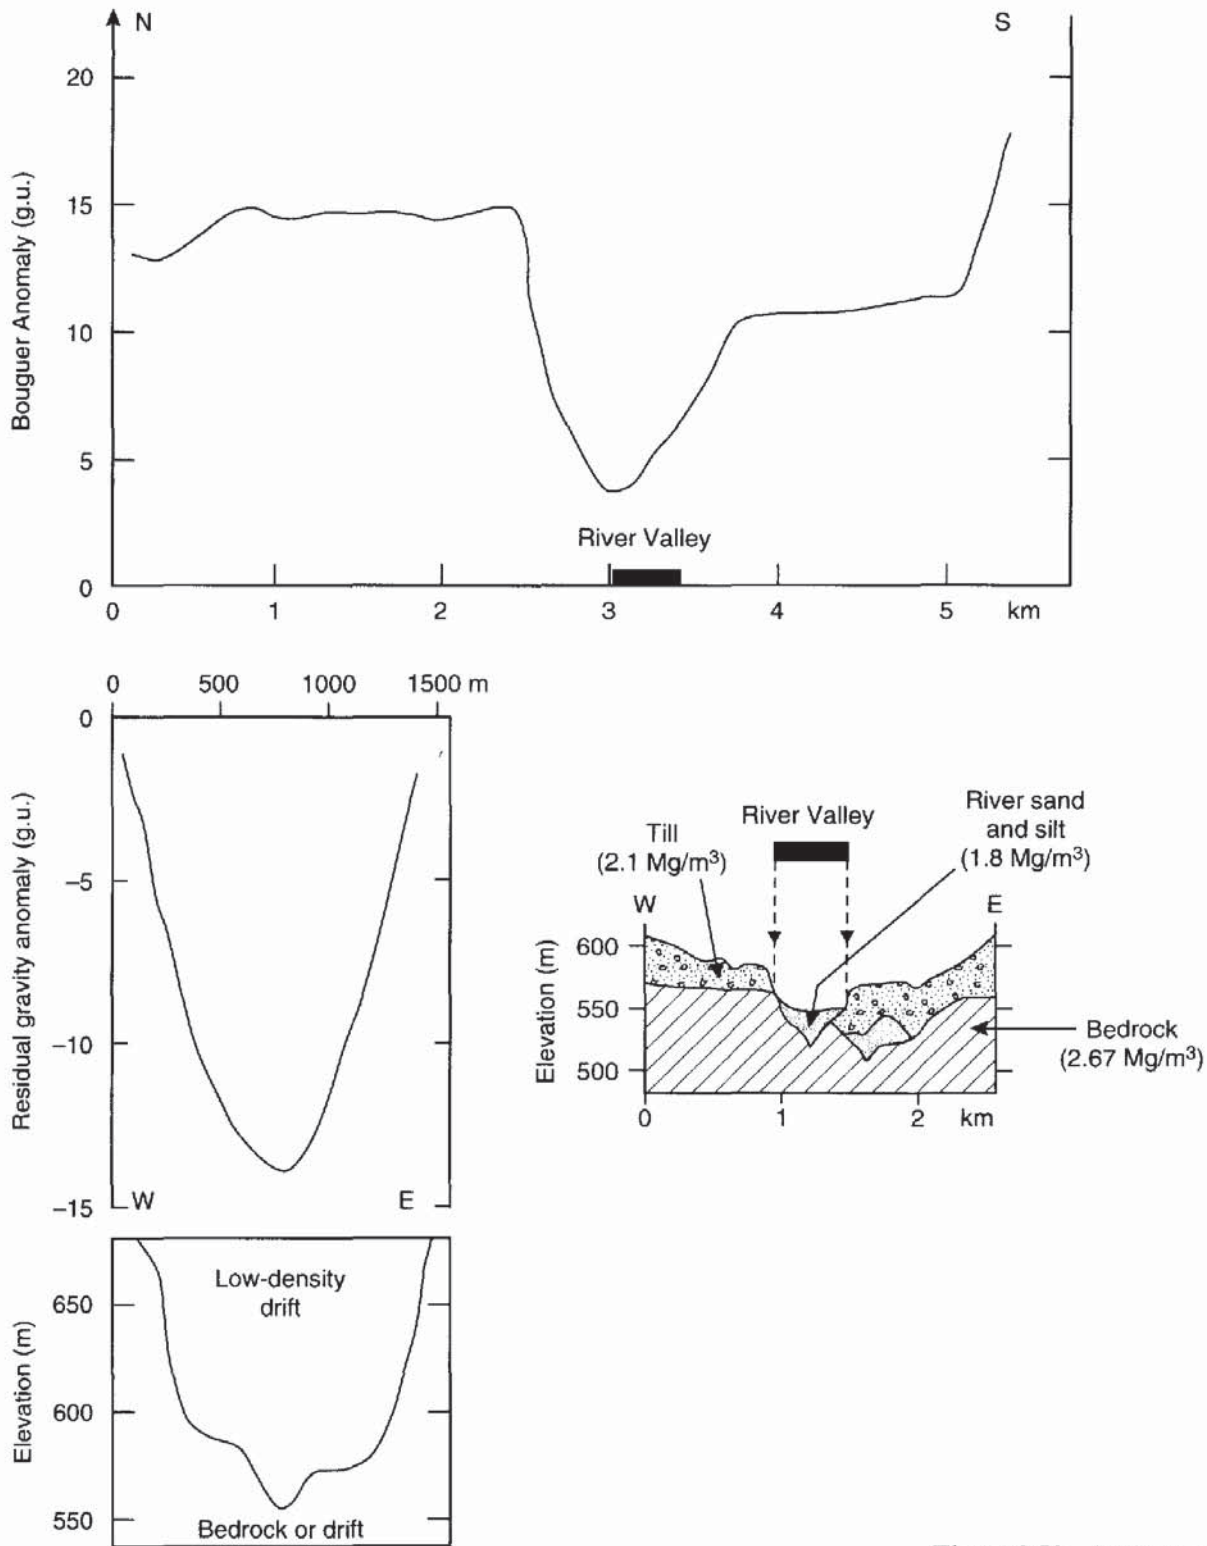 N
S
Bouguer Anomaly (g.u.)
20
15
10
5
0
River Valley
0 1 2 3 4 5 km
0 500 1000 1500 m
Residual gravity anomaly (g.u.)
0
−5
−10
−15
W
E
Elevation (m)
650
600
550
Low-density
drift
Bedrock or drift
River Valley
Till
(2.1 Mg/m³)
River sand
and silt
(1.8 Mg/m³)
W
E
Elevation (m)
600
550
500
Bedrock
(2.67 Mg/m³)
0 1 2 km